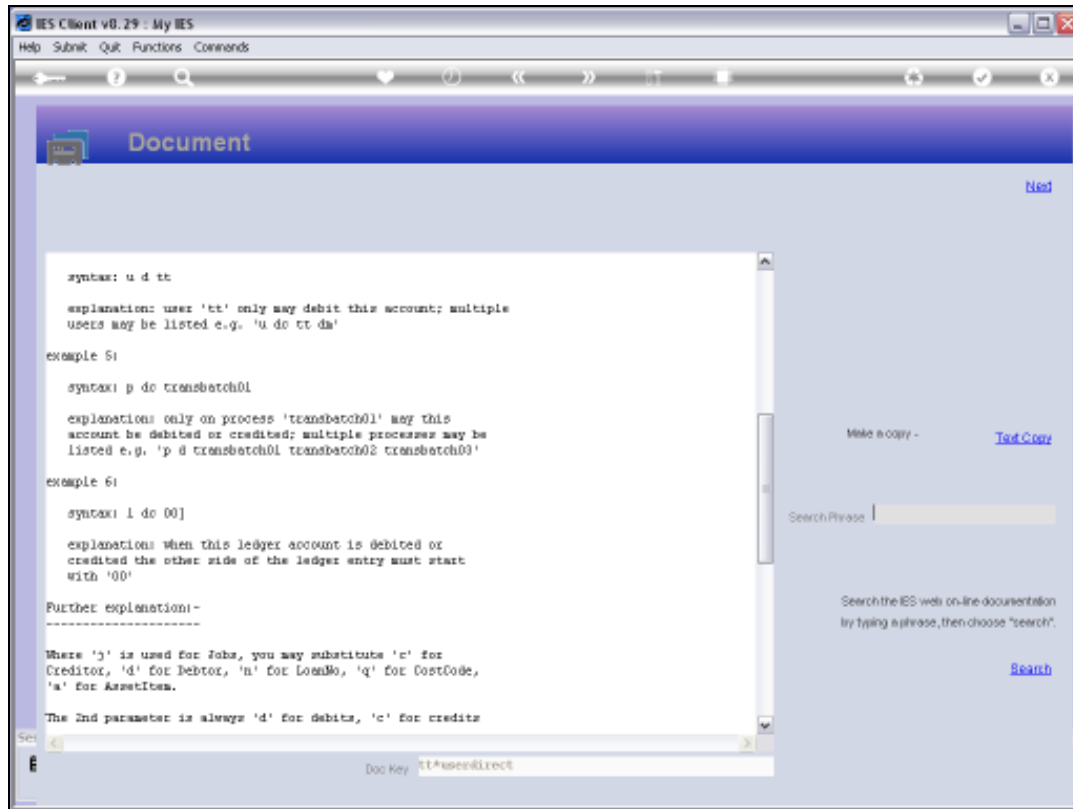 IES Client v8.29 : My IES
Help Submit Quit Functions Commands
Document
Next
syntax: u d tt
explanation: user 'tt' only may debit this account; multiple
users may be listed e.g. 'u dc tt dm'
example 5:
syntax: p dc transbatch01
explanation: only on process 'transbatch01' may this
account be debited or credited; multiple processes may be
listed e.g. 'p d transbatch01 transbatch02 transbatch03'
example 6:
syntax: l dc 00]
explanation: when this ledger account is debited or
credited the other side of the ledger entry must start
with '00'
Further explanation:-
---------------------
Where 'j' is used for Jobs, you may substitute 'c' for
Creditor, 'd' for Debtor, 'n' for LoanNo, 'q' for CostCode,
'a' for AssetItem.
The 2nd parameter is always 'd' for debits, 'c' for credits
Make a copy -
Text Copy
Search Phrase
Search the IES web on-line documentation
by typing a phrase, then choose "search".
Search
Doc Key tt*userdirect